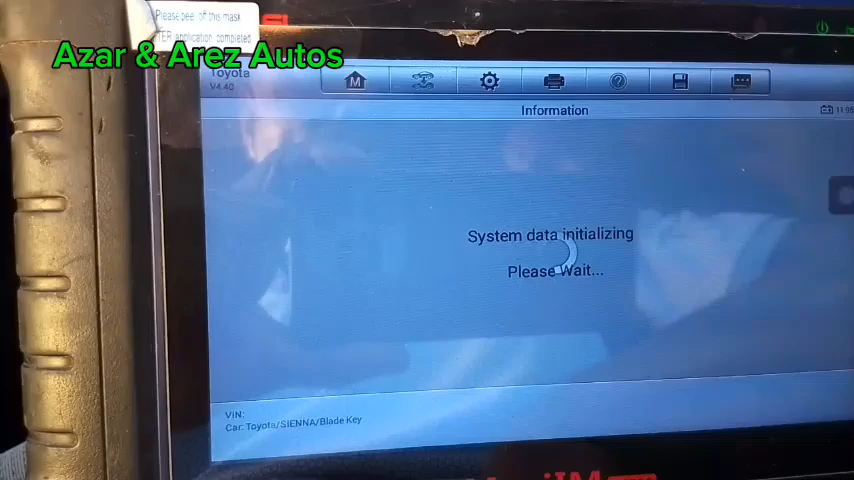 Please peel off this mask
TER application completed
Azar & Arez Autos
Toyota
V4.40
M
Information
System data initializing
Please Wait...
VIN:
Car: Toyota/SIENNA/Blade Key